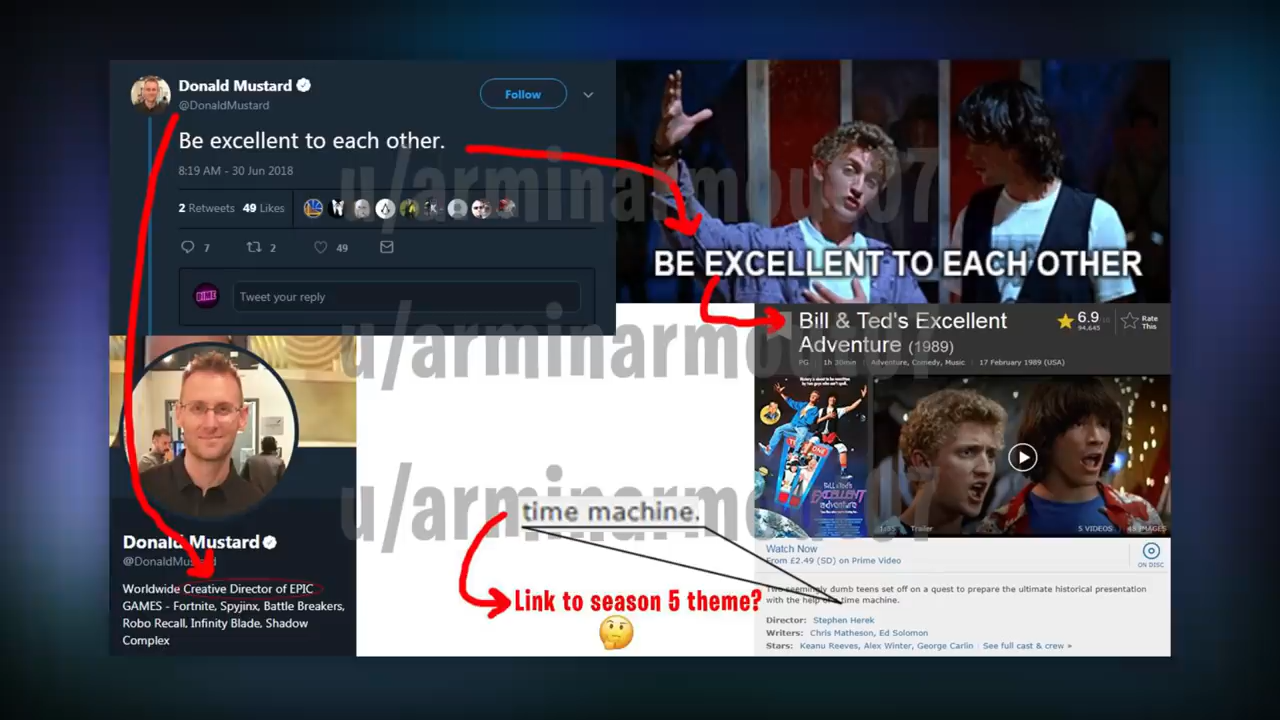 Donald Mustard
@DonaldMustard
Follow
Be excellent to each other.
8:19 AM - 30 Jun 2018
2 Retweets 49 Likes
7 2 49
Tweet your reply
BE EXCELLENT TO EACH OTHER
Bill & Ted's Excellent
Adventure (1989)
6.9
94,645
Rate
This
PG 1h 30min Adventure, Comedy, Music 17 February 1989 (USA)
1:55 Trailer
5 VIDEOS
Watch Now
From £2.49 (SD) on Prime Video
ON DISC
Two seemingly dumb teens set off on a quest to prepare the ultimate historical presentation
with the help of a time machine.
Director: Stephen Herek
Writers: Chris Matheson, Ed Solomon
Stars: Keanu Reeves, Alex Winter, George Carlin See full cast & crew »
time machine.
Link to season 5 theme?
Donald Mustard
@DonaldMustard
Worldwide Creative Director of EPIC
GAMES - Fortnite, Spyjinx, Battle Breakers,
Robo Recall, Infinity Blade, Shadow
Complex